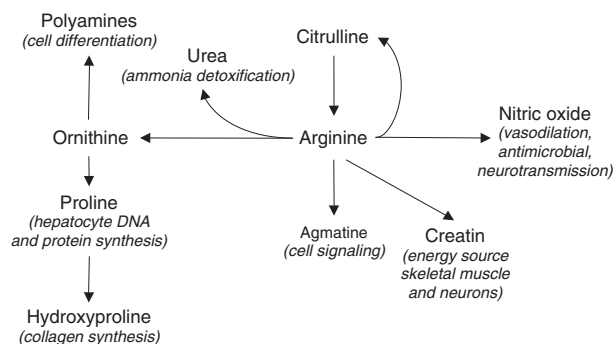 Polyamines
(cell differentiation)
Urea
(ammonia detoxification)
Citrulline
Ornithine
Arginine
Nitric oxide
(vasodilation,
antimicrobial,
neurotransmission)
Proline
(hepatocyte DNA
and protein synthesis)
Agmatine
(cell signaling)
Creatin
(energy source
skeletal muscle
and neurons)
Hydroxyproline
(collagen synthesis)